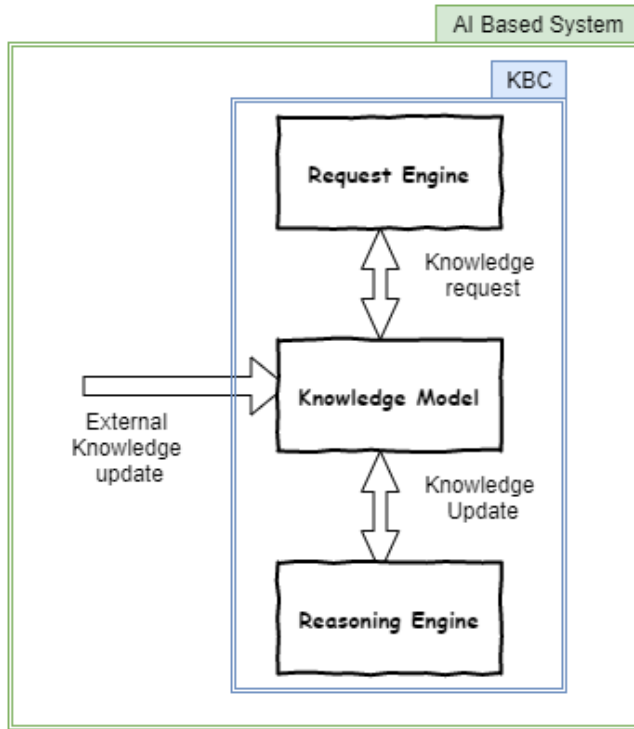 AI Based System
KBC
Request Engine
Knowledge
request
Knowledge Model
External
Knowledge
update
Knowledge
Update
Reasoning Engine